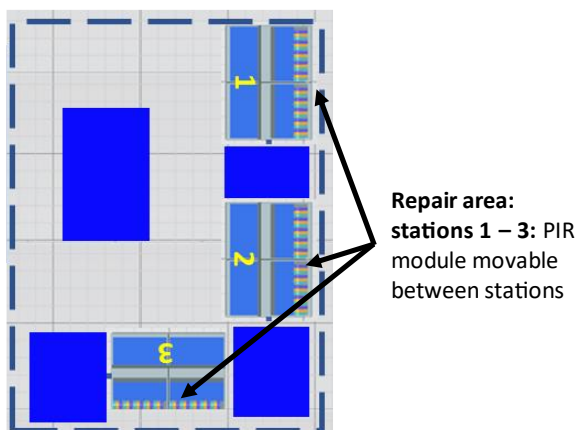 1
2
3
Repair area:
stations 1 – 3: PIR
module movable
between stations